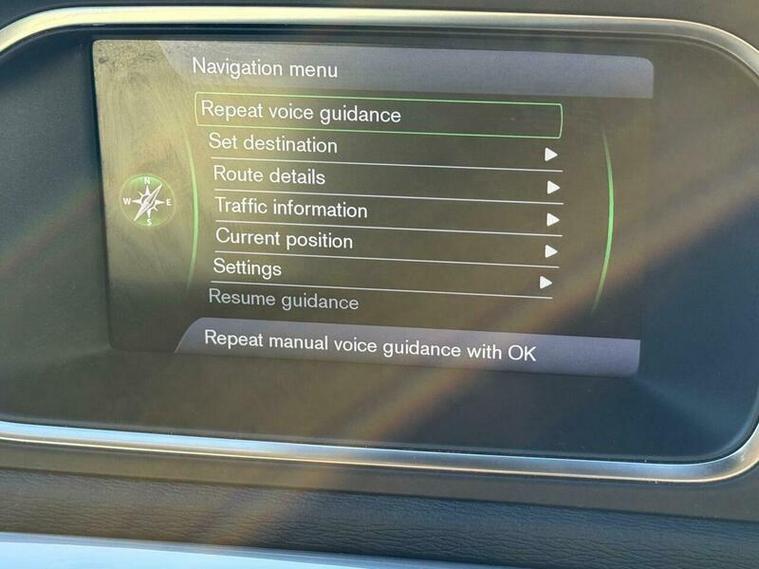 Navigation menu
Repeat voice guidance
Set destination
Route details
Traffic information
Current position
Settings
Resume guidance
Repeat manual voice guidance with OK
N
W E
S